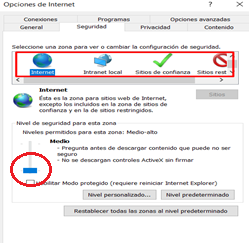 Opciones de Internet
Conexiones Programas Opciones avanzadas
General Seguridad Privacidad Contenido
Seleccione una zona para ver o cambiar la configuración de seguridad.
Internet Intranet local Sitios de confianza Sitios rest
Internet
Ésta es para sitios web de Internet,
excepto los incluidos en la zona de sitios
de confianza y en la de sitios restringidos.
Sitios
Nivel de seguridad para esta zona
Niveles permitidos para esta zona: Medio-alto
Medio
- Pregunta antes de descargar contenido que puede no ser
seguro
- No se descargan controles ActiveX sin firmar
Habilitar Modo protegido (requiere reiniciar Internet Explorer)
Nivel personalizado... Nivel predeterminado
Restablecer todas las zonas al nivel predeterminado